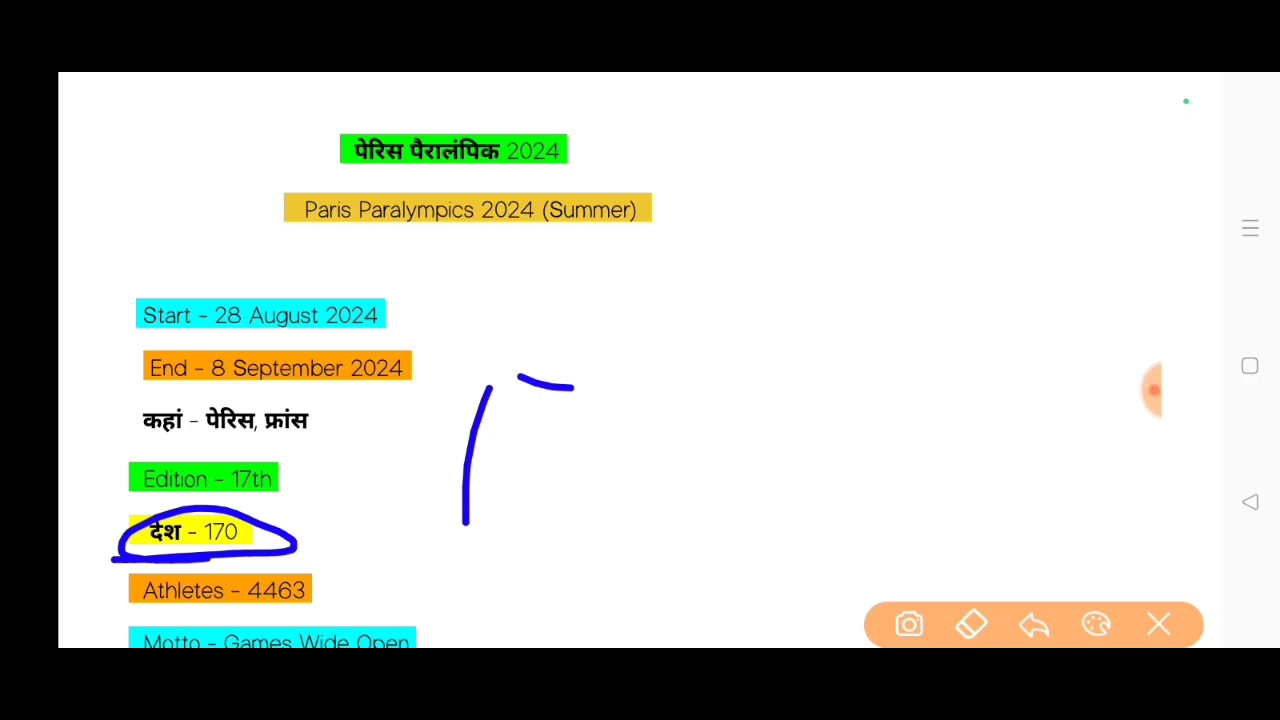 पेरिस पैरालंपिक 2024
Paris Paralympics 2024 (Summer)
Start - 28 August 2024
End - 8 September 2024
कहां - पेरिस, फ्रांस
Edition - 17th
देश - 170
Athletes - 4463
Motto - Games Wide Open